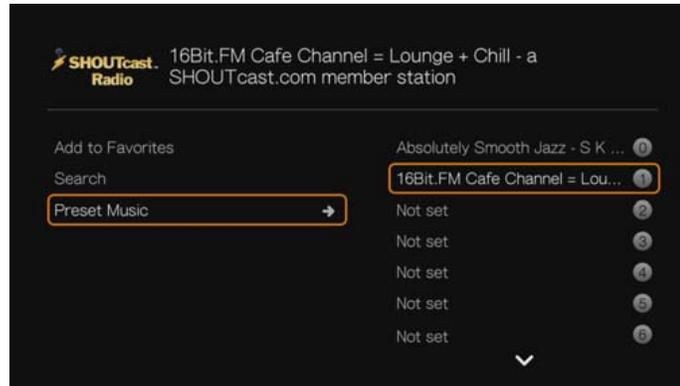 SHOUTcast.
Radio
16Bit.FM Cafe Channel = Lounge + Chill - a
SHOUTcast.com member station
Add to Favorites
Search
Preset Music
Absolutely Smooth Jazz - S K ... 0
16Bit.FM Cafe Channel = Lou... 1
Not set 2
Not set 3
Not set 4
Not set 5
Not set 6